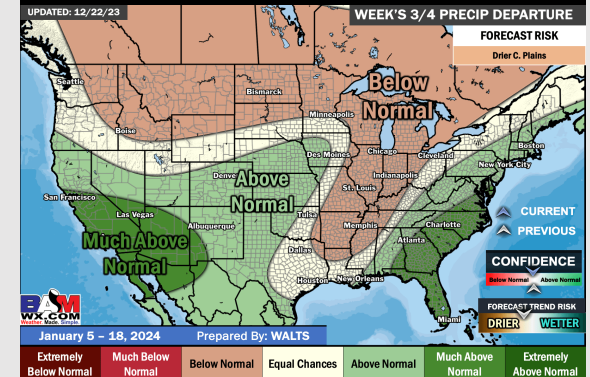 UPDATED: 12/22/23
WEEK'S 3/4 PRECIP DEPARTURE
FORECAST RISK
Drier C. Plains
Seattle
Below
Normal
Bismarck
Minneapolis
Boise
Boston
Chicago
Cleveland
Des Moines
New York City
Denver
Above
Normal
Indianapolis
St. Louis
San Francisco
Las Vegas
Tulsa
CURRENT
Albuquerque
Memphis
Charlotte
PREVIOUS
Much Above
Normal
Atlanta
Dallas
CONFIDENCE
Below Normal
Above Normal
Houston
New Orleans
BAM
WX.COM
Weather. Made. Simple.
FORECAST TREND RISK
DRIER
WETTER
Miami
January 5 - 18, 2024
Prepared By: WALTS
Extremely
Below Normal
Much Below
Normal
Below Normal
Equal Chances
Above Normal
Much Above
Normal
Extremely
Above Normal